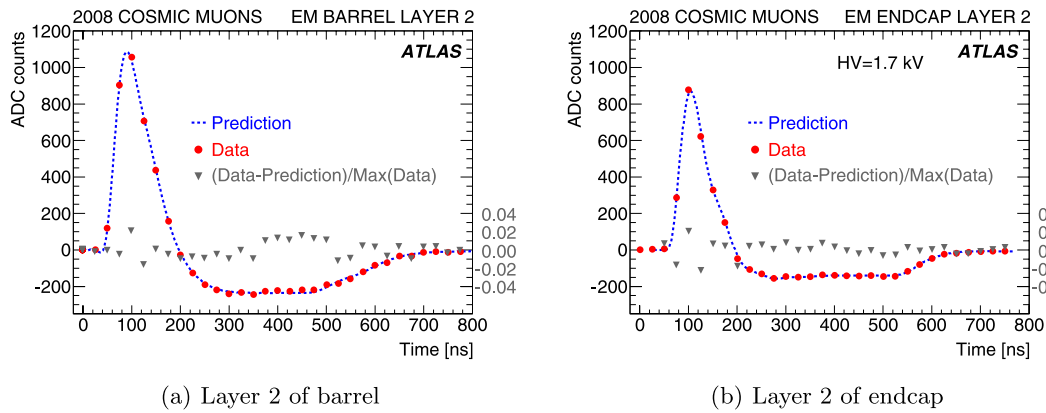 2008 COSMIC MUONS EM BARREL LAYER 2
ADC counts
1200
1000
800
600
400
200
0
-200
ATLAS
Prediction
Data
(Data-Prediction)/Max(Data)
0.04
0.02
0.00
-0.02
-0.04
0 100 200 300 400 500 600 700 800
Time [ns]
(a) Layer 2 of barrel
2008 COSMIC MUONS EM ENDCAP LAYER 2
ADC counts
1200
1000
800
600
400
200
0
-200
ATLAS
HV=1.7 kV
Prediction
Data
(Data-Prediction)/Max(Data)
0 100 200 300 400 500 600 700 800
Time [ns]
(b) Layer 2 of endcap